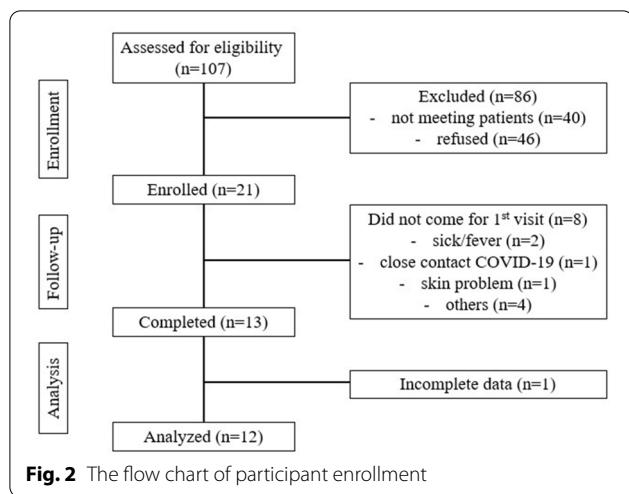 Assessed for eligibility
(n=107)
Enrollment
Excluded (n=86)
- not meeting patients (n=40)
- refused (n=46)
Enrolled (n=21)
Follow-up
Did not come for 1st visit (n=8)
- sick/fever (n=2)
- close contact COVID-19 (n=1)
- skin problem (n=1)
- others (n=4)
Completed (n=13)
Analysis
Incomplete data (n=1)
Analyzed (n=12)
Fig. 2 The flow chart of participant enrollment